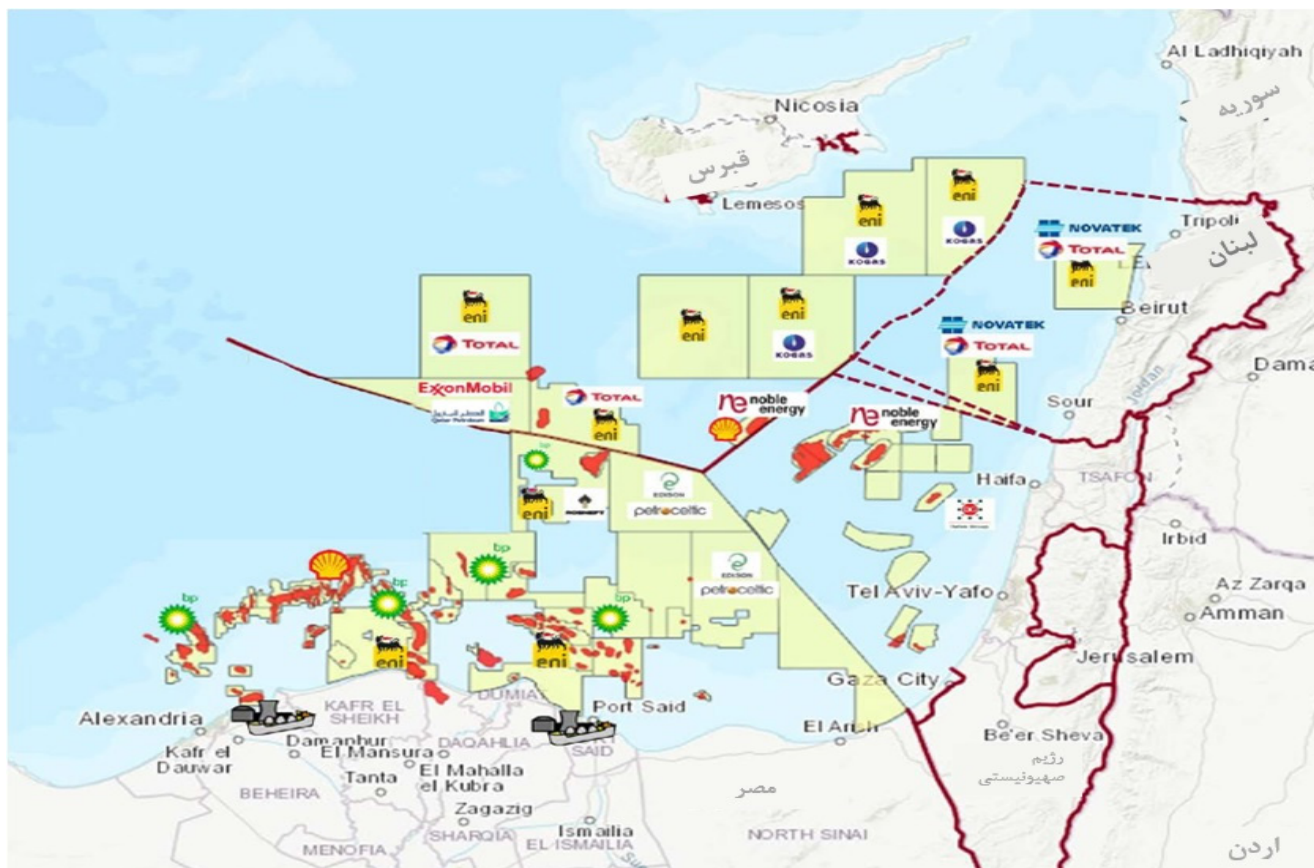 Al Ladhiqiyah
سوریه
Nicosia
قبرس
Lemesos
Tripoli
لبنان
NOVATEK
TOTAL
eni
Beirut
eni
KOGAS
eni
KOGAS
eni
TOTAL
eni
eni
KOGAS
NOVATEK
TOTAL
eni
Dama
Jordan
Sour
ExxonMobil
Qatar Petroleum
TOTAL
eni
noble
energy
noble
energy
bp
eni
ROSNEFT
EDISON
petroceltic
Haifa
TSAFON
Irbid
EDISON
petroceltic
bp
bp
bp
bp
eni
eni
Tel Aviv-Yafo
Az Zarqa
Amman
Jerusalem
Gaza City
Alexandria
KAFR EL
SHEIKH
DUMIAT
Port Said
SAID
El Arish
Be'er Sheva
رژیم
صهیونیستی
Kafr el
Dauwar
Damanhur
El Mansura
DAQAHLIA
Tanta
El Mahalla
el Kubra
BEHEIRA
Zagazig
مصر
MENOFIA
SHARQIA
Ismailia
EL ISMAILIA
NORTH SINAI
اردن